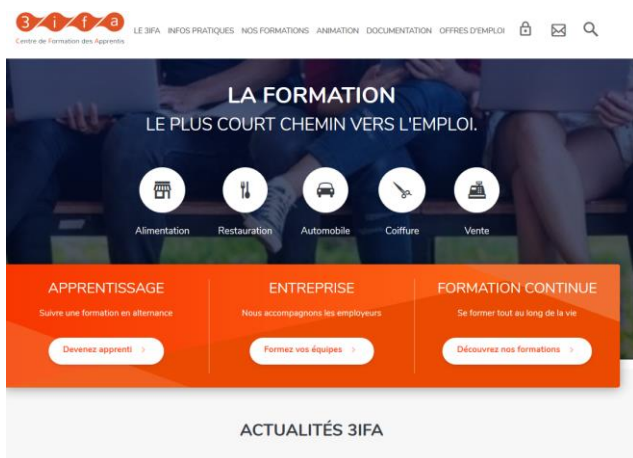 3ifa
Centre de Formation des Apprentis
LE 3IFA INFOS PRATIQUES NOS FORMATIONS ANIMATION DOCUMENTATION OFFRES D'EMPLOI
LA FORMATION
LE PLUS COURT CHEMIN VERS L'EMPLOI.
Alimentation Restauration Automobile Coiffure Vente
APPRENTISSAGE ENTREPRISE FORMATION CONTINUE
Suivre une formation en alternance Nous accompagnons les employeurs Se former tout au long de la vie
Devenez apprenti > Formez vos équipes > Découvrez nos formations >
ACTUALITÉS 3IFA